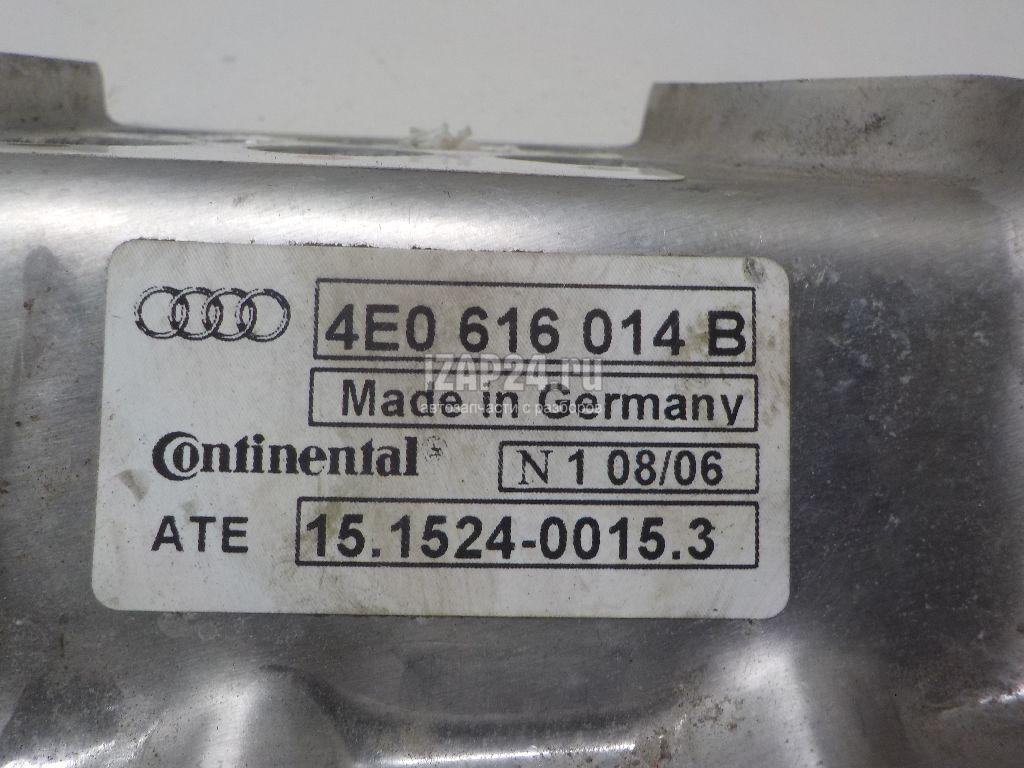 4E0 616 014 B
IZAP24.ru
Made in Germany
автозапчасти с разборов
Continental®
N 1 08/06
ATE 15.1524-0015.3